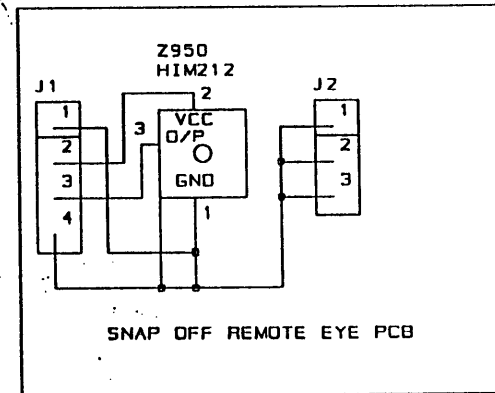 Z950
HIM212
J1
1
2
3
4
2
3
VCC
O/P
GND
1
J2
1
2
3
SNAP OFF REMOTE EYE PCB